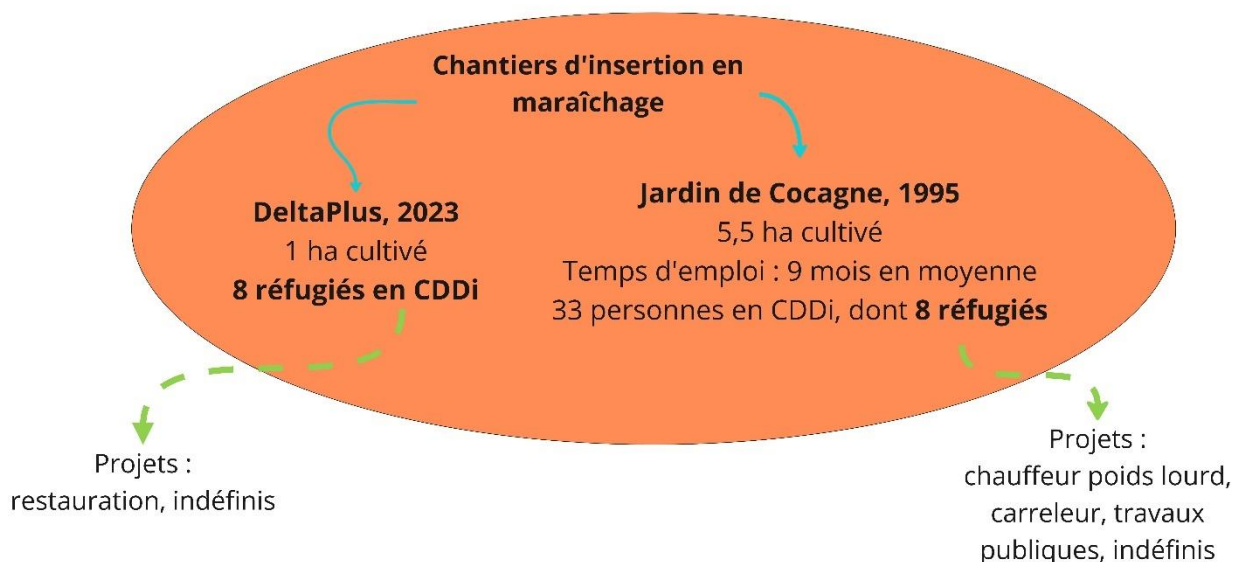 Chantiers d'insertion en
maraîchage
DeltaPlus, 2023
1 ha cultivé
8 réfugiés en CDDi
Jardin de Cocagne, 1995
5,5 ha cultivé
Temps d'emploi : 9 mois en moyenne
33 personnes en CDDi, dont 8 réfugiés
Projets :
restauration, indéfinis
Projets :
chauffeur poids lourd,
carreleur, travaux
publiques, indéfinis